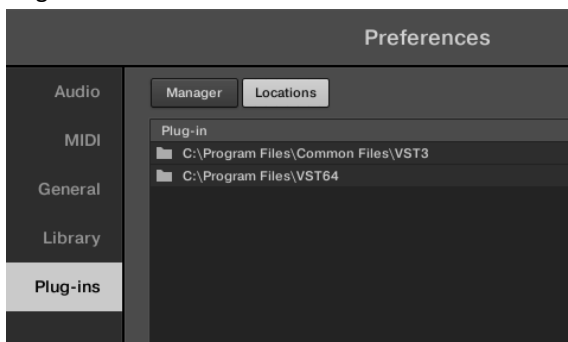 Preferences
Audio
MIDI
General
Library
Plug-ins
Manager Locations
Plug-in
C:\Program Files\Common Files\VST3
C:\Program Files\VST64